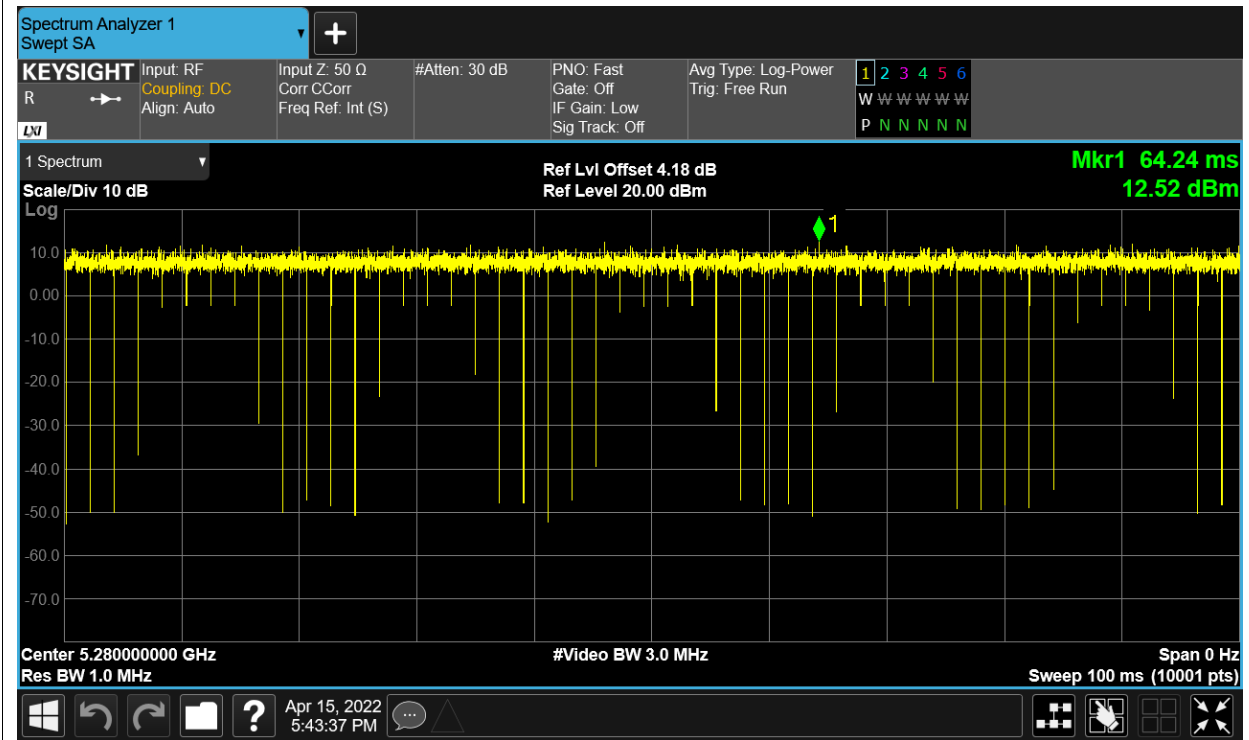 Spectrum Analyzer 1
Swept SA
+
KEYSIGHT
R
LXI
Input: RF
Coupling: DC
Align: Auto
Input Z: 50 Ω
Corr CCorr
Freq Ref: Int (S)
#Atten: 30 dB
PNO: Fast
Gate: Off
IF Gain: Low
Sig Track: Off
Avg Type: Log-Power
Trig: Free Run
1 2 3 4 5 6
W W W W W W
P N N N N N
1 Spectrum
Scale/Div 10 dB
Ref Lvl Offset 4.18 dB
Ref Level 20.00 dBm
Mkr1 64.24 ms
12.52 dBm
Log
1
10.0
0.00
-10.0
-20.0
-30.0
-40.0
-50.0
-60.0
-70.0
Center 5.280000000 GHz
Res BW 1.0 MHz
#Video BW 3.0 MHz
Span 0 Hz
Sweep 100 ms (10001 pts)
?
Apr 15, 2022
5:43:37 PM